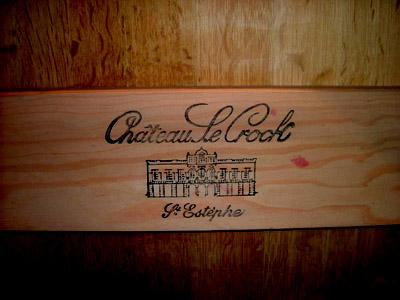 Château Le Crock
St Estèphe